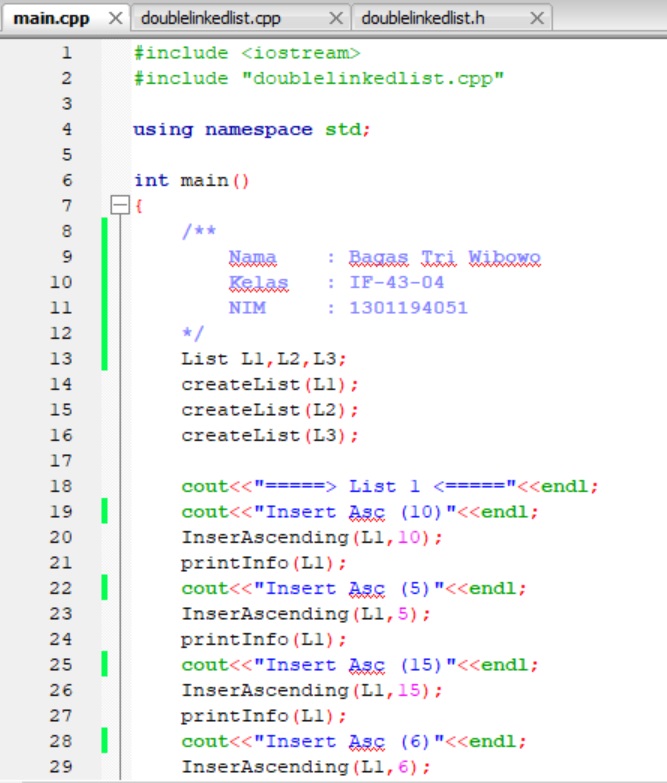 main.cpp × doublelinkedlist.cpp × doublelinkedlist.h ×
1 #include <iostream>
2 #include "doublelinkedlist.cpp"
3
4 using namespace std;
5
6 int main()
7 {
8 /**
9 Nama : Bagas Tri Wibowo
10 Kelas : IF-43-04
11 NIM : 1301194051
12 */
13 List L1,L2,L3;
14 createList(L1);
15 createList(L2);
16 createList(L3);
17
18 cout<<"=====> List 1 <====="<<endl;
19 cout<<"Insert Asc (10)"<<endl;
20 InserAscending(L1,10);
21 printInfo(L1);
22 cout<<"Insert Asc (5)"<<endl;
23 InserAscending(L1,5);
24 printInfo(L1);
25 cout<<"Insert Asc (15)"<<endl;
26 InserAscending(L1,15);
27 printInfo(L1);
28 cout<<"Insert Asc (6)"<<endl;
29 InserAscending(L1,6);